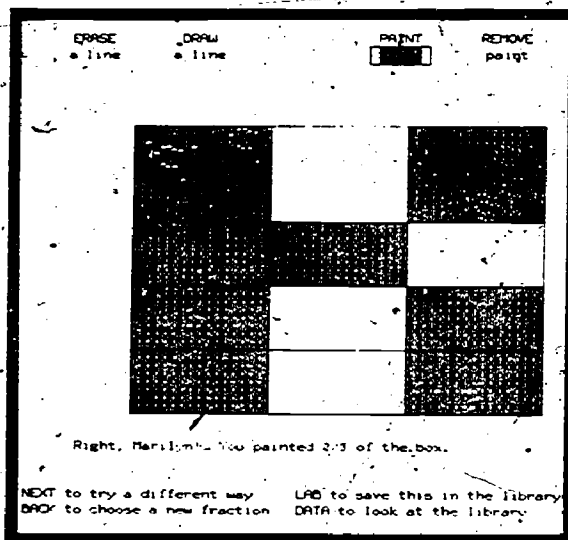 ERASE DRAW PAINT REMOVE
a line a line paint
Right, You painted 2/3 of the box.
NEXT to try a different way LAB to save this in the library
BACK to choose a new fraction DATA to look at the library